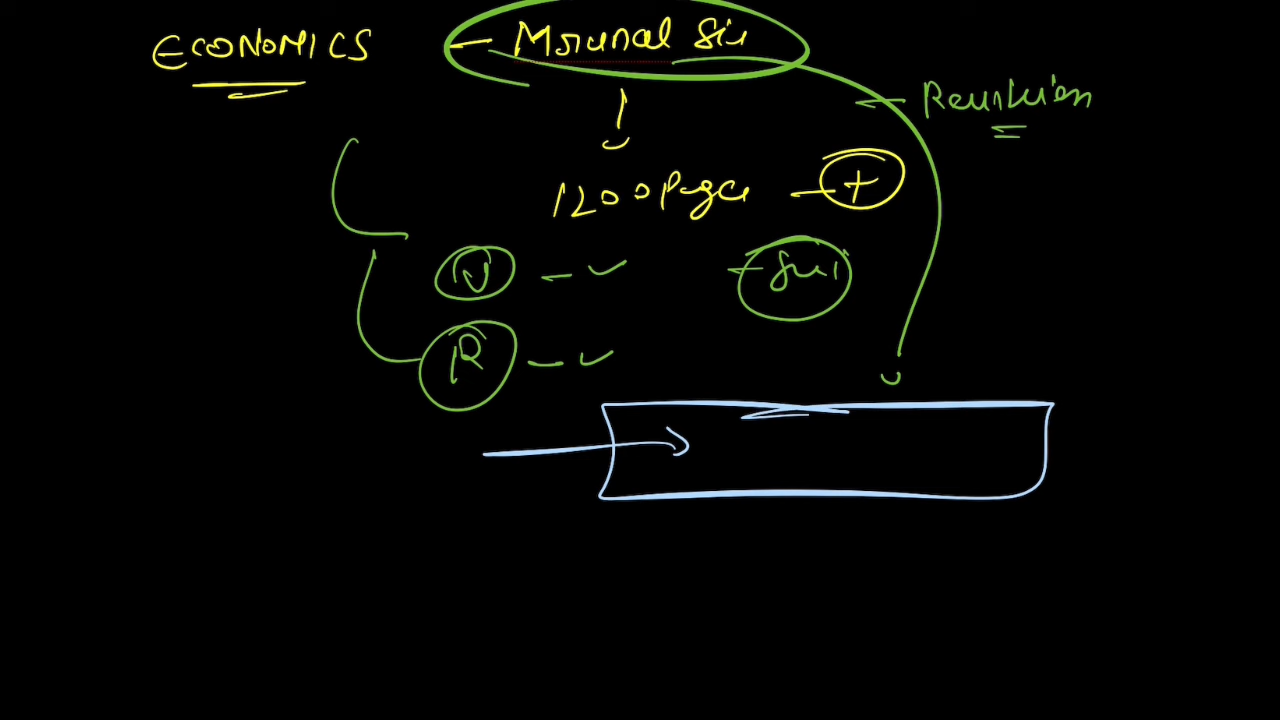 ECONOMICS - Mrunal Sir
Revision
1200 Pages - +
N
R